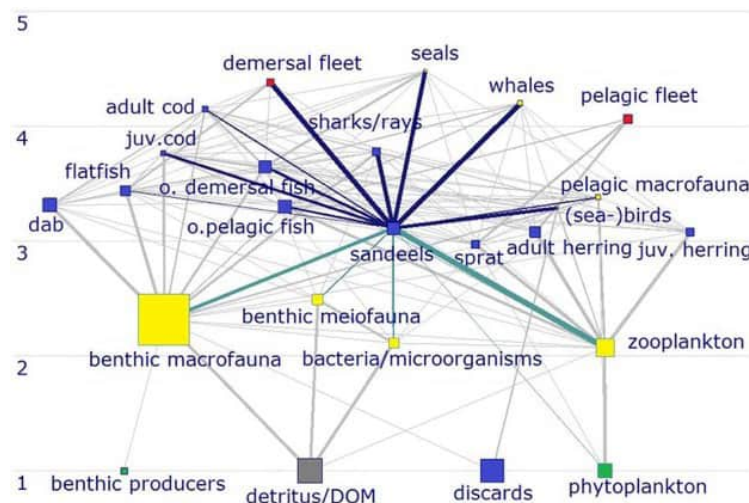 5
seals
demersal fleet
whales
pelagic fleet
adult cod
sharks/rays
4
juv.cod
flatfish
o. demersal fish
pelagic macrofauna
dab
o.pelagic fish
(sea-)birds
3
sandeels
sprat
adult herring
juv. herring
benthic meiofauna
zooplankton
2
benthic macrofauna
bacteria/microorganisms
1
benthic producers
detritus/DOM
discards
phytoplankton